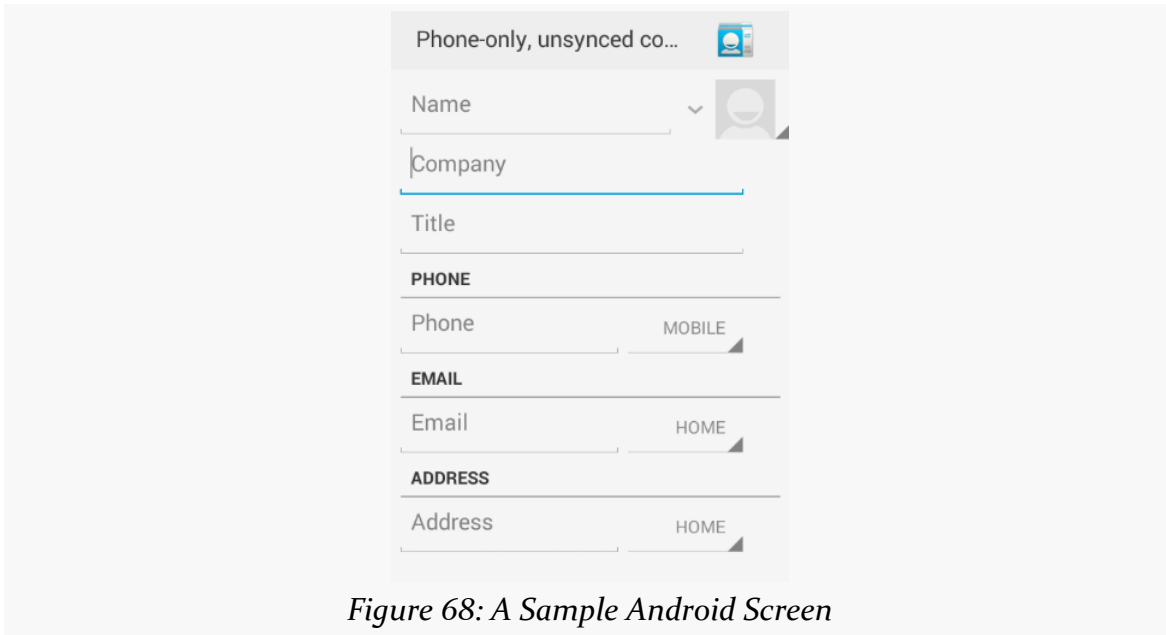 Phone-only, unsynced co...
Name
Company
Title
PHONE
Phone MOBILE
EMAIL
Email HOME
ADDRESS
Address HOME
Figure 68: A Sample Android Screen